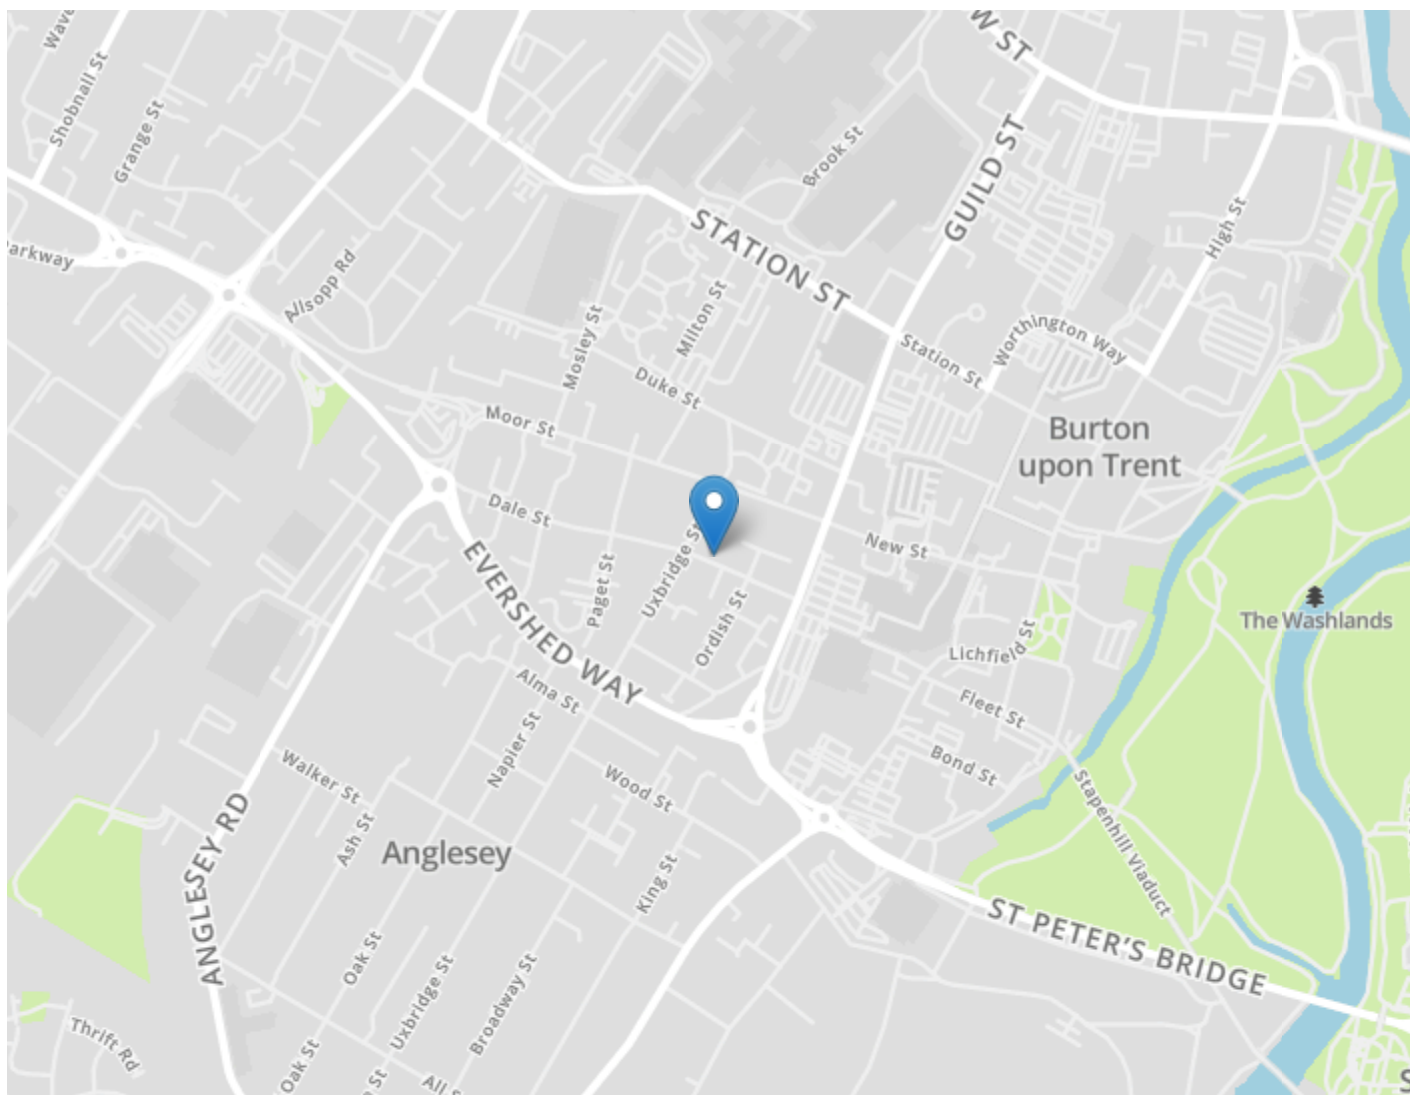 W ST
Wave
Shobnall St
Grange St
Brook St
GUILD ST
High St
STATION ST
arkway
Allsopp Rd
Milton St
Mosley St
Worthington Way
Station St
Duke St
Moor St
Burton
upon Trent
Dale St
New St
Uxbridge St
Paget St
EVERSHED WAY
The Washlands
Ordish St
Lichfield St
Alma St
Fleet St
Napier St
Bond St
Walker St
Wood St
Stapenhill Viaduct
ANGLESEY RD
Ash St
Anglesey
King St
ST PETER'S BRIDGE
Oak St
Uxbridge St
Broadway St
Thrift Rd
Oak St
e St
All S
S